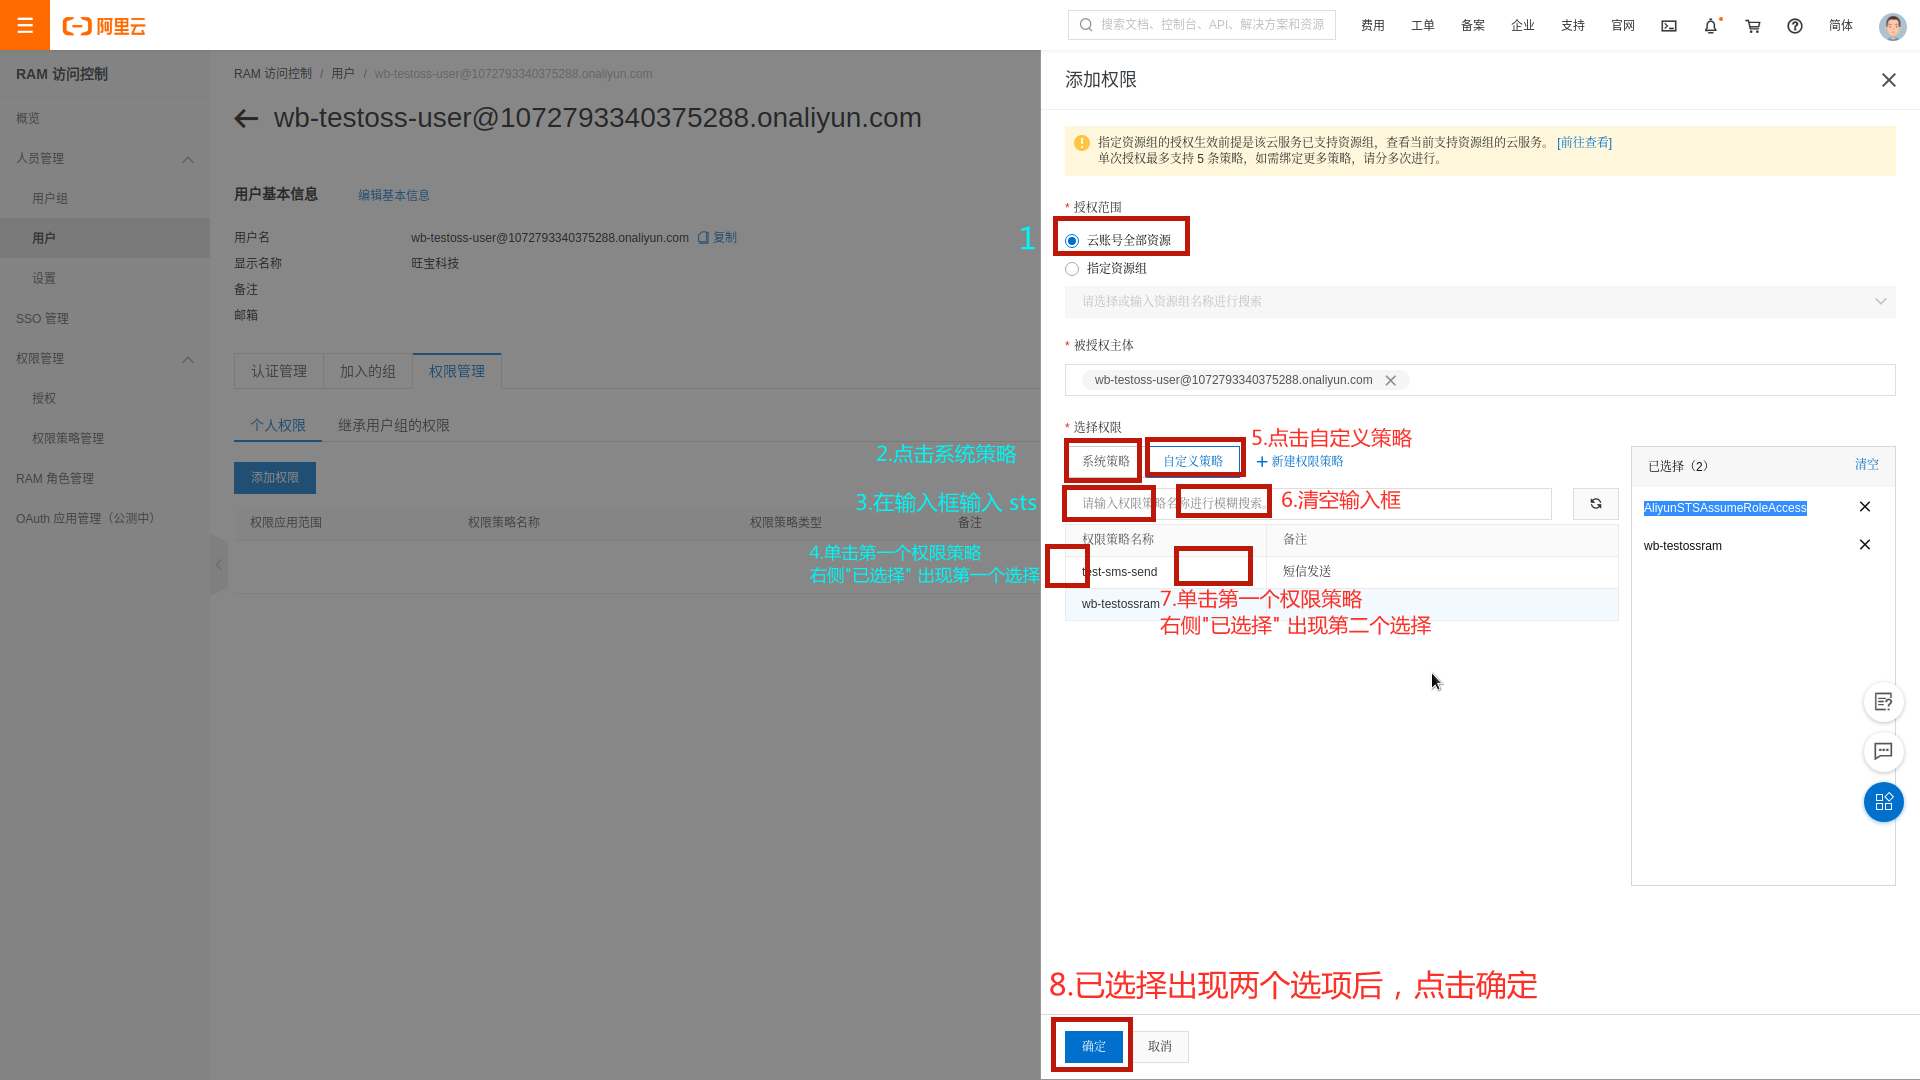 阿里云
搜索文档、控制台、API、解决方案和资源
费用
工单
备案
企业
支持
官网
简体
RAM 访问控制
概览
人员管理
用户组
用户
设置
SSO 管理
权限管理
授权
权限策略管理
RAM 角色管理
OAuth 应用管理（公测中）
RAM 访问控制 / 用户 / wb-testoss-user@1072793340375288.onaliyun.com
wb-testoss-user@1072793340375288.onaliyun.com
用户基本信息 编辑基本信息
用户名 wb-testoss-user@1072793340375288.onaliyun.com 复制
显示名称 旺宝科技
备注
邮箱
认证管理 加入的组 权限管理
个人权限 继承用户组的权限
添加权限
权限应用范围 权限策略名称 权限策略类型 备注
1
2.点击系统策略
3.在输入框输入 sts
4.单击第一个权限策略
右侧"已选择" 出现第一个选择
添加权限
指定资源组的授权生效前提是该云服务已支持资源组，查看当前支持资源组的云服务。 [前往查看]
单次授权最多支持 5 条策略，如需绑定更多策略，请分多次进行。
* 授权范围
云账号全部资源
指定资源组
请选择或输入资源组名称进行搜索
* 被授权主体
wb-testoss-user@1072793340375288.onaliyun.com
* 选择权限
5.点击自定义策略
系统策略 自定义策略 + 新建权限策略
请输入权限策略名称进行模糊搜索。
6.清空输入框
权限策略名称 备注
test-sms-send 短信发送
wb-testossram
7.单击第一个权限策略
右侧"已选择" 出现第二个选择
已选择（2） 清空
AliyunSTSAssumeRoleAccess
wb-testossram
8.已选择出现两个选项后，点击确定
确定 取消